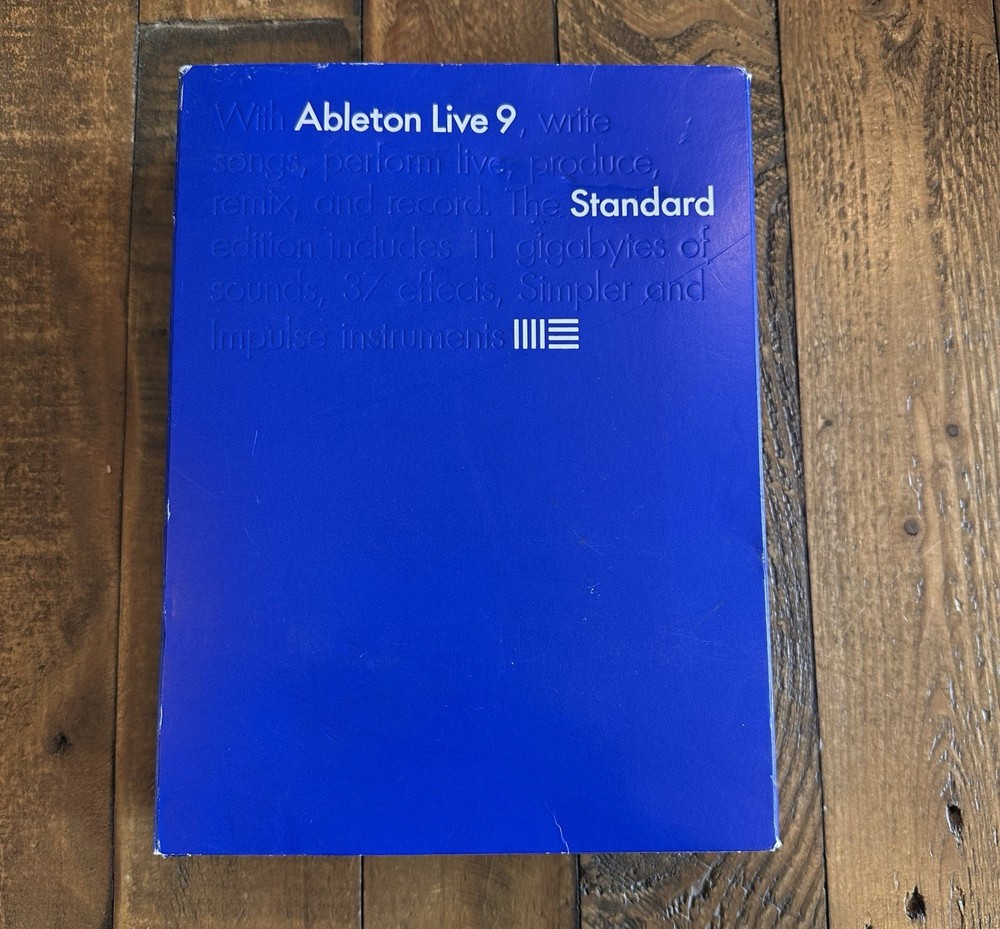 With Ableton Live 9, write
songs, perform live, produce,
remix, and record. The Standard
edition includes 11 gigabytes of
sounds, 37 effects, Simpler and
Impulse instruments